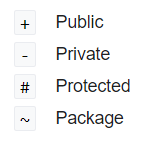 + Public
- Private
# Protected
~ Package